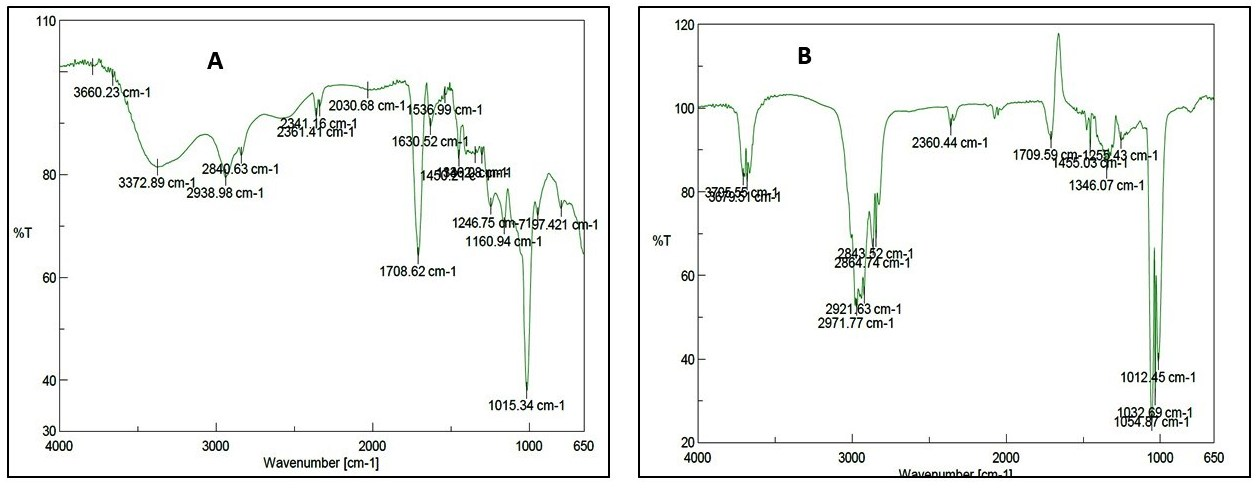 110
A
3660.23 cm-1
2030.68 cm-1
1536.99 cm-1
2341.16 cm-1
2361.41 cm-1
1630.52 cm-1
80
2840.63 cm-1
3372.89 cm-1
2938.98 cm-1
1246.75 cm-1
%T
1160.94 cm-1
1708.62 cm-1
60
40
1015.34 cm-1
30
4000
3000
2000
1000
650
Wavenumber [cm-1]
120
B
100
2360.44 cm-1
1709.59 cm-1
1455.03 cm-1
1346.07 cm-1
80
%T
2843.52 cm-1
2864.74 cm-1
60
2921.63 cm-1
2971.77 cm-1
40
1012.45 cm-1
1032.69 cm-1
1054.87 cm-1
20
4000
3000
2000
1000
650
Wavenumber [cm-1]